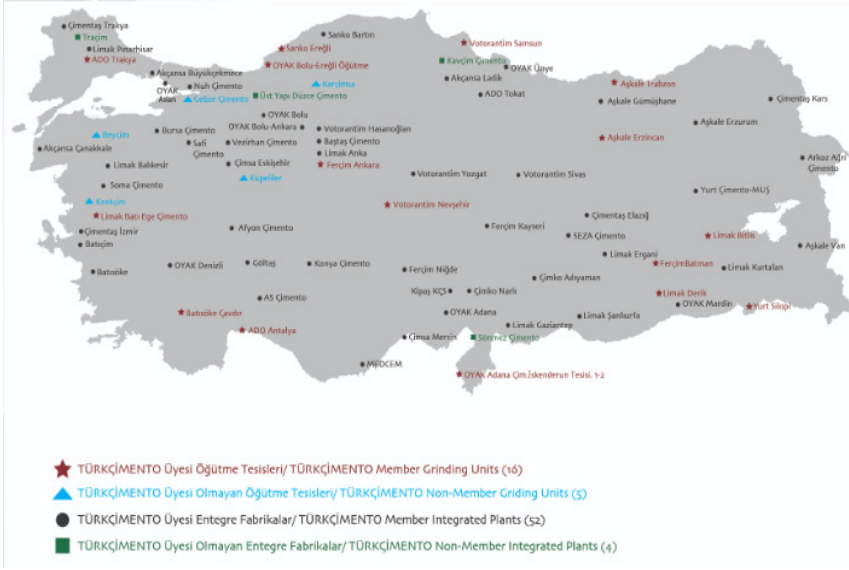 Çimentaş Trakya
Traçim
Limak Pınarhisar
ADO Trakya
Akçansa Büyükçekmece
OYAK
Aslan
Nuh Çimento
Gebze Çimento
Sanko Bartın
Sanko Ereğli
OYAK Bolu-Ereğli Öğütme
Karçimsa
Üst Yapı Düzce Çimento
Votorantim Samsun
Kavçim Çimento
OYAK Ünye
Akçansa Ladik
ADO Tokat
Aşkale Trabzon
Aşkale Gümüşhane
Çimentaş Kars
Aşkale Erzurum
Aşkale Erzincan
Arkoz Ağrı
Çimento
Beyçim
Akçansa Çanakkale
Bursa Çimento
Safi
Çimento
OYAK Bolu
OYAK Bolu-Ankara
Vezirhan Çimento
Votorantim Hasanoğlan
Baştaş Çimento
Limak Anka
Ferçim Ankara
Limak Balıkesir
Çimsa Eskişehir
Küpeliler
Soma Çimento
Kentçim
Limak Batı Ege Çimento
Votorantim Yozgat
Votorantim Sivas
Votorantim Nevşehir
Yurt Çimento-MUŞ
Çimentaş İzmir
Batıçim
Afyon Çimento
Ferçim Kayseri
Çimentaş Elazığ
SEZA Çimento
Limak Bitlis
Aşkale Van
Limak Ergani
FerçimBatman
Limak Kurtalan
Batısöke
OYAK Denizli
Göltaş
Konya Çimento
Ferçim Niğde
Çimko Adıyaman
Kipaş KÇS
Çimko Narlı
Limak Derik
OYAK Mardin
Yurt Silopi
AS Çimento
Batısöke Çavdır
OYAK Adana
Limak Gaziantep
Limak Şanlıurfa
ADO Antalya
Çimsa Mersin
Sönmez Çimento
MEDCEM
OYAK Adana Çim.İskenderun Tesisi. 1-2
TÜRKÇİMENTO Üyesi Öğütme Tesisleri/ TÜRKÇİMENTO Member Grinding Units (16)
TÜRKÇİMENTO Üyesi Olmayan Öğütme Tesisleri/ TÜRKÇİMENTO Non-Member Griding Units (5)
TÜRKÇİMENTO Üyesi Entegre Fabrikalar/ TÜRKÇİMENTO Member Integrated Plants (52)
TÜRKÇİMENTO Üyesi Olmayan Entegre Fabrikalar/ TÜRKÇİMENTO Non-Member Integrated Plants (4)